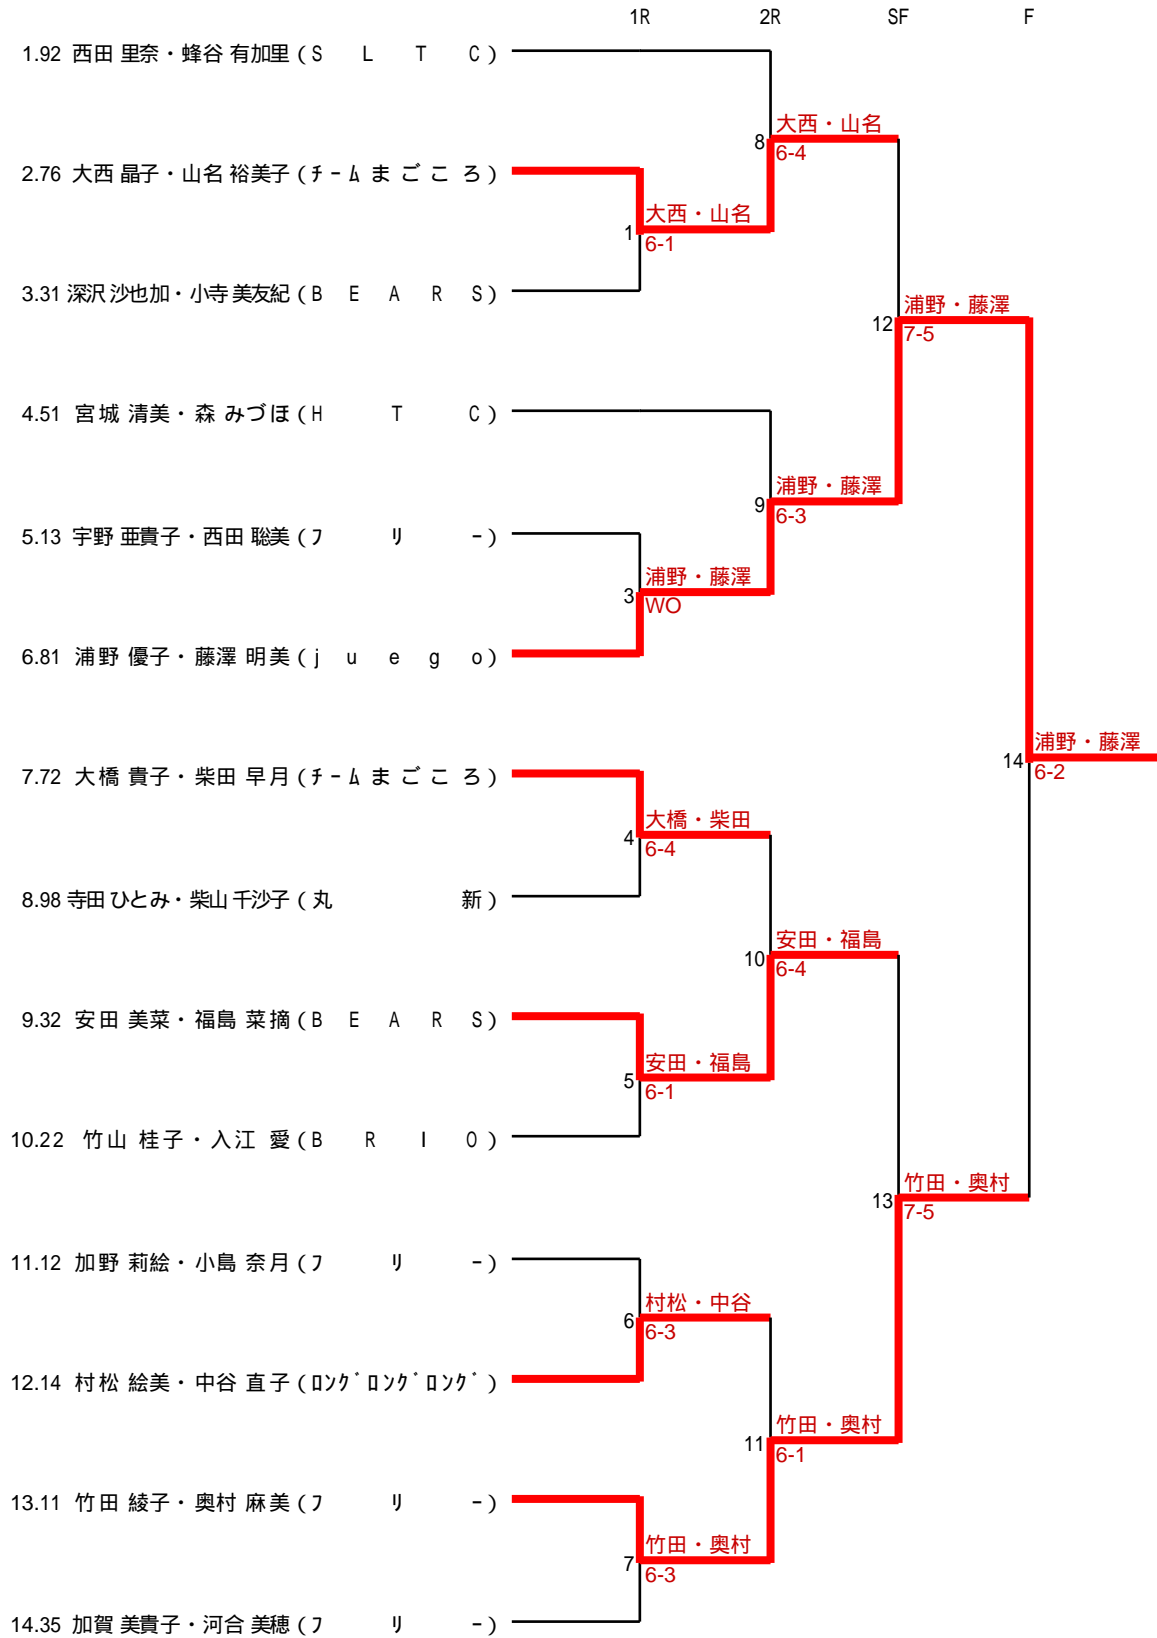 1R 2R SF F
1.92 西田 里奈・蜂谷 有加里 (S L T C)
大西・山名
8
6-4
2.76 大西 晶子・山名 裕美子 (ﾁｰﾑまごころ)
大西・山名
1
6-1
3.31 深沢 沙也加・小寺 美友紀 (B E A R S)
浦野・藤澤
12
7-5
4.51 宮城 清美・森 みづほ (H T C)
浦野・藤澤
9
6-3
5.13 宇野 亜貴子・西田 聡美 (ﾌ ﾘ ｰ)
浦野・藤澤
3
WO
6.81 浦野 優子・藤澤 明美 (j u e g o)
浦野・藤澤
14
6-2
7.72 大橋 貴子・柴田 早月 (ﾁｰﾑまごころ)
大橋・柴田
4
6-4
8.98 寺田 ひとみ・柴山 千沙子 (丸 新)
安田・福島
10
6-4
9.32 安田 美菜・福島 菜摘 (B E A R S)
安田・福島
5
6-1
10.22 竹山 桂子・入江 愛 (B R I O)
竹田・奥村
13
7-5
11.12 加野 莉絵・小島 奈月 (ﾌ ﾘ ｰ)
村松・中谷
6
6-3
12.14 村松 絵美・中谷 直子 (ﾛﾝｸﾞﾛﾝｸﾞﾛﾝｸﾞ)
竹田・奥村
11
6-1
13.11 竹田 綾子・奥村 麻美 (ﾌ ﾘ ｰ)
竹田・奥村
7
6-3
14.35 加賀 美貴子・河合 美穂 (ﾌ ﾘ ｰ)